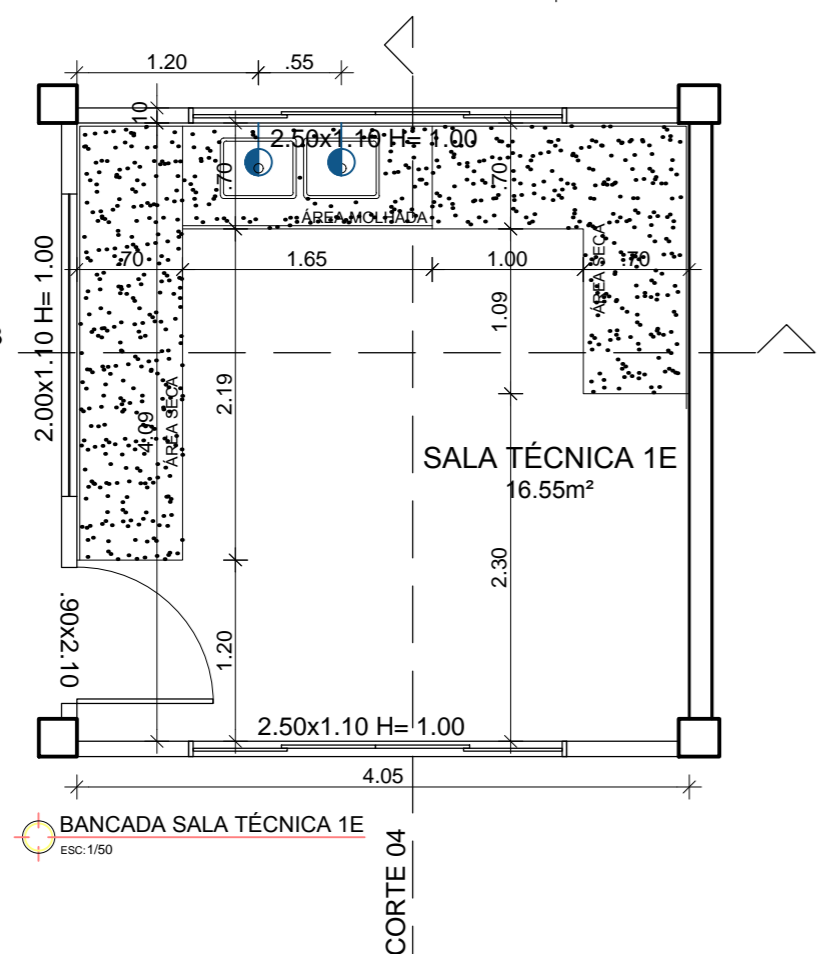 1.20
.55
.10
2.50x1.10 H= 1.00
.70
.70
ÁREA MOLHADA
.70
1.65
1.00
.70
ÁREA SECA
1.09
2.00x1.10 H= 1.00
2.19
4.09
ÁREA SECA
SALA TÉCNICA 1E
16.55m²
2.30
.90x2.10
1.20
2.50x1.10 H= 1.00
4.05
BANCADA SALA TÉCNICA 1E
ESC:1/50
CORTE 04